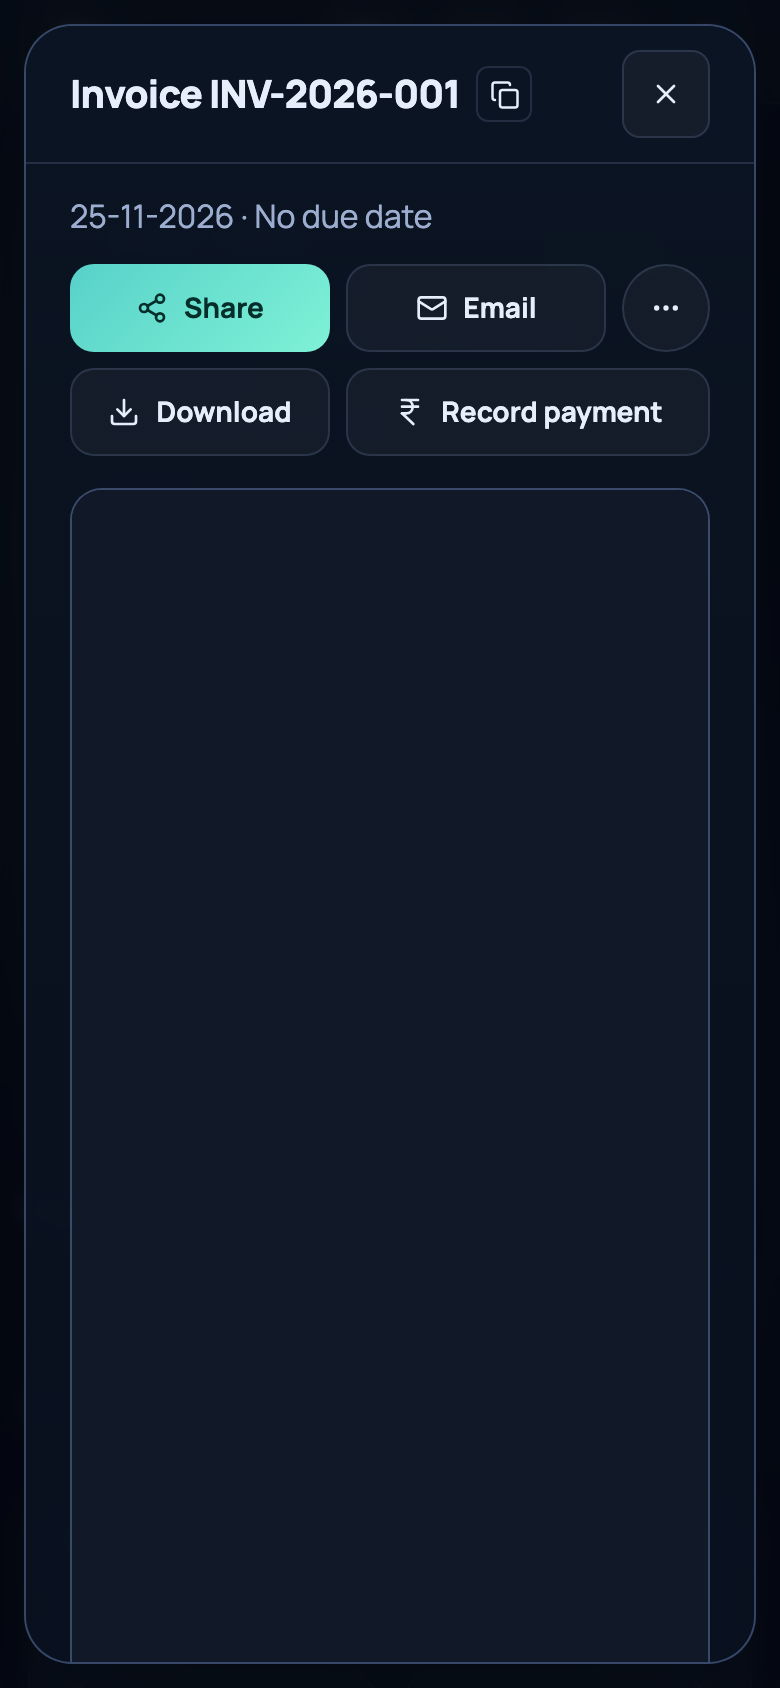 Invoice INV-2026-001
25-11-2026 · No due date
Share
Email
Download
Record payment